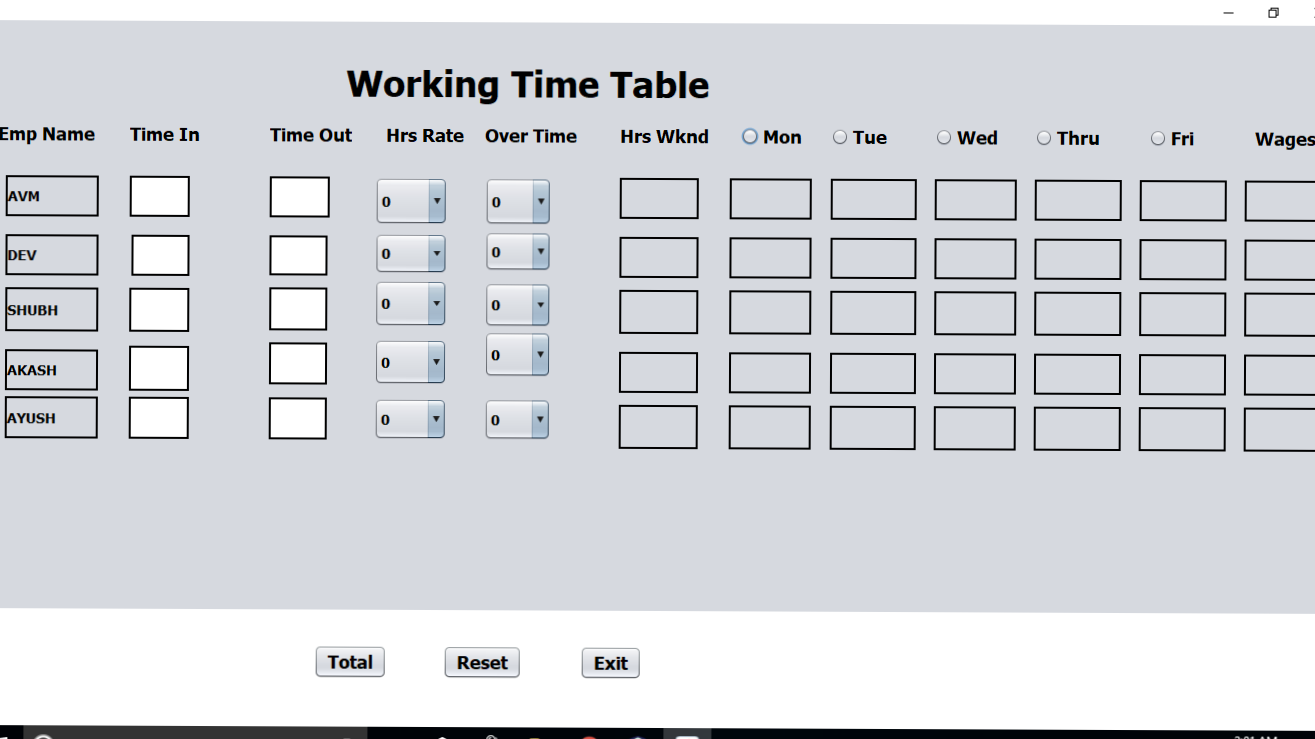 Working Time Table
Emp Name Time In Time Out Hrs Rate Over Time Hrs Wknd Mon Tue Wed Thru Fri Wages
AVM 0 0
DEV 0 0
SHUBH 0 0
AKASH 0 0
AYUSH 0 0
Total Reset Exit